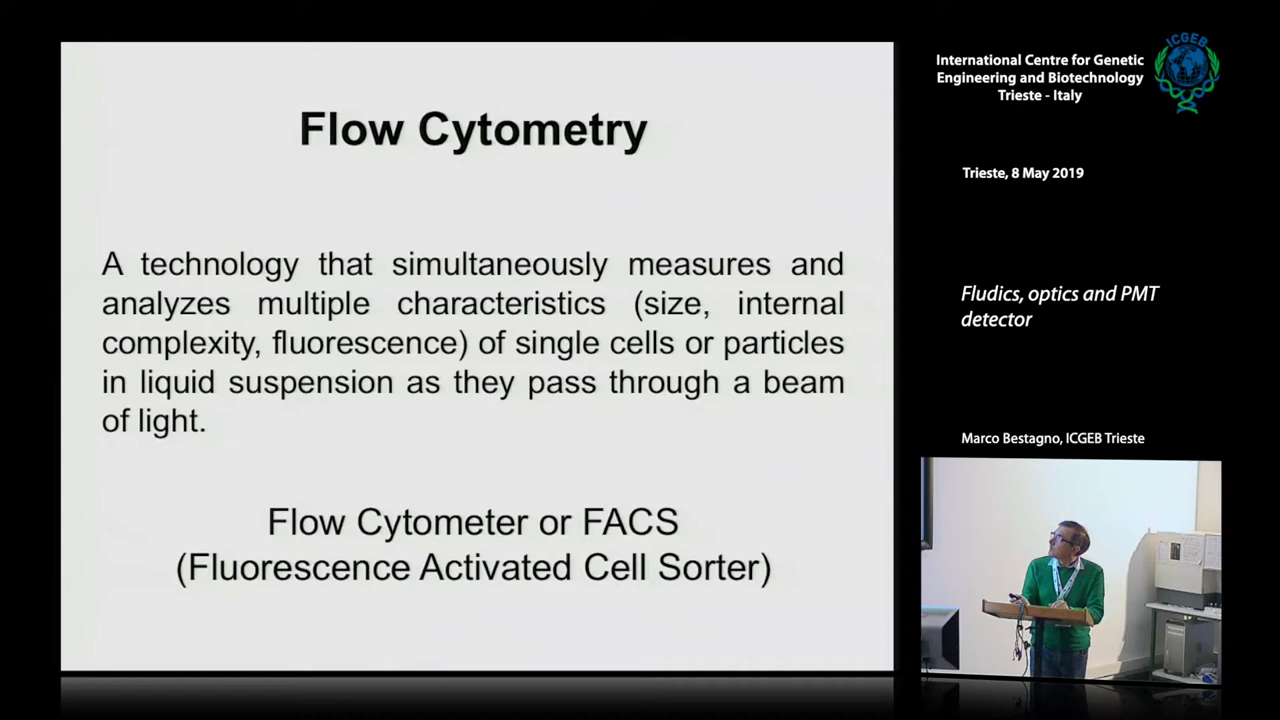 Flow Cytometry
A technology that simultaneously measures and
analyzes multiple characteristics (size, internal
complexity, fluorescence) of single cells or particles
in liquid suspension as they pass through a beam
of light.
Flow Cytometer or FACS
(Fluorescence Activated Cell Sorter)
International Centre for Genetic
Engineering and Biotechnology
Trieste - Italy
ICGEB
Trieste, 8 May 2019
Fludics, optics and PMT
detector
Marco Bestagno, ICGEB Trieste